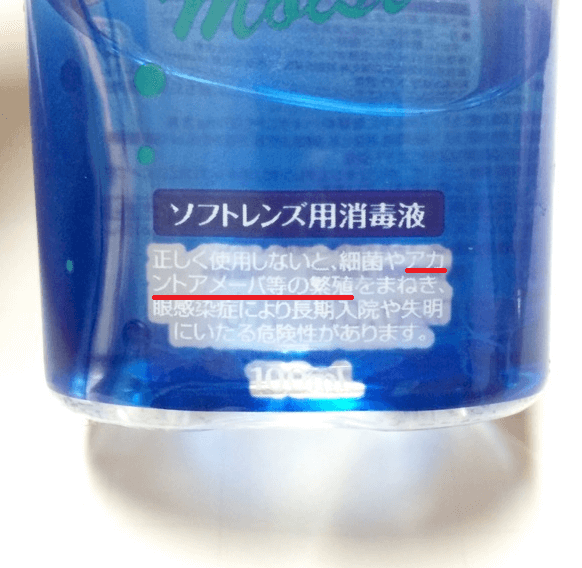 Moist
ソフトレンズ用消毒液
正しく使用しないと、細菌やアカ
ントアメーバ等の繁殖をまねき、
眼感染症により長期入院や失明
にいたる危険性があります。